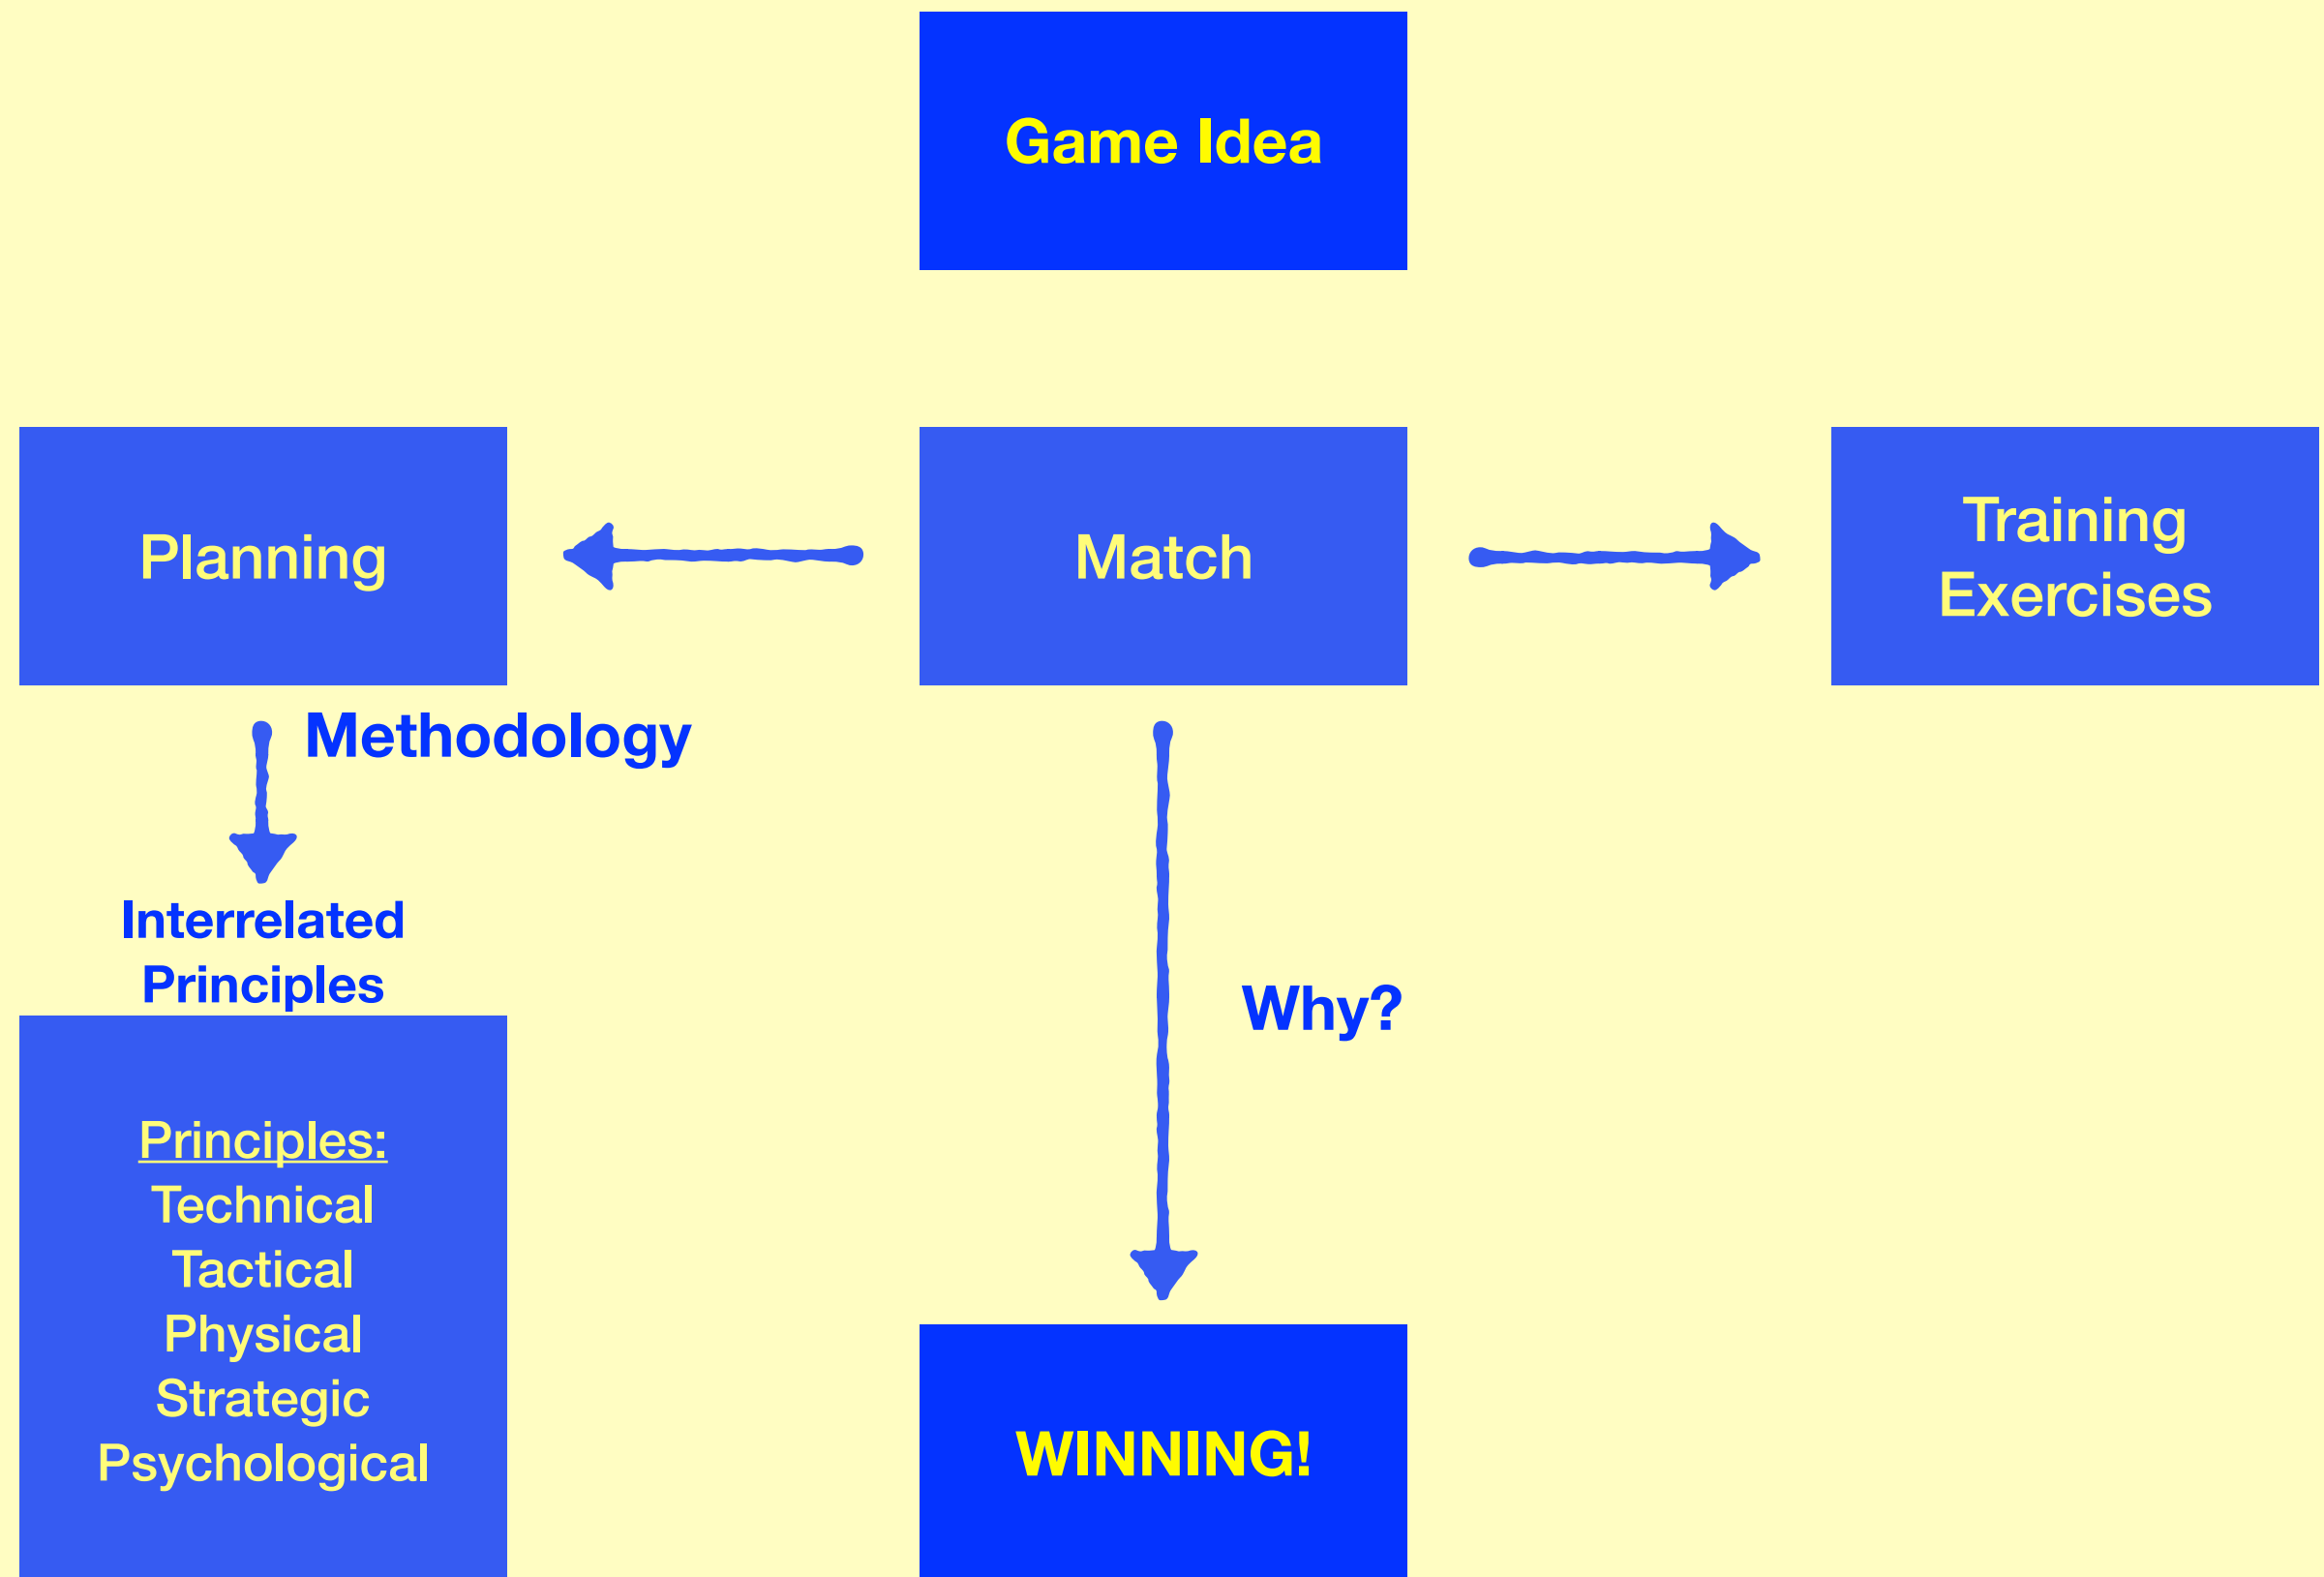 Game Idea
Planning
Match
Training
Exercises
Methodology
Interrelated
Principles
Why?
Principles:
Technical
Tactical
Physical
Strategic
Psychological
WINNING!